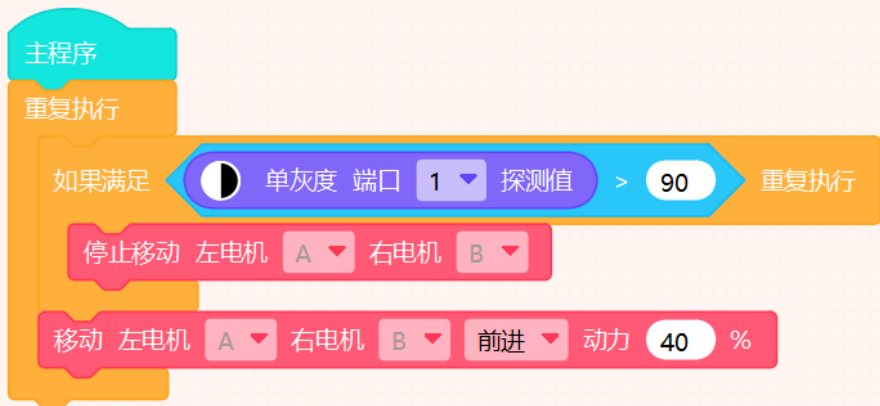 主程序
重复执行
如果满足 单灰度 端口 1 探测值 > 90 重复执行
停止移动 左电机 A 右电机 B
移动 左电机 A 右电机 B 前进 动力 40 %